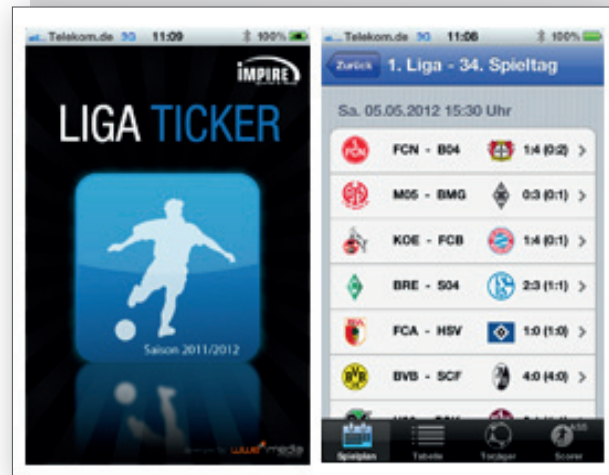 Telekom.de 3G 11:09 100%
IMPIRE
LIGA TICKER
Saison 2011/2012
media
Telekom.de 3G 11:06 100%
Zurück 1. Liga - 34. Spieltag
Sa. 05.05.2012 15:30 Uhr
FCN - B04 1:4 (0:2)
M05 - BMG 0:3 (0:1)
KOE - FCB 1:4 (0:1)
BRE - S04 2:3 (1:1)
FCA - HSV 1:0 (1:0)
BVB - SCF 4:0 (4:0)
Spielplan Tabelle Torjäger Scorer